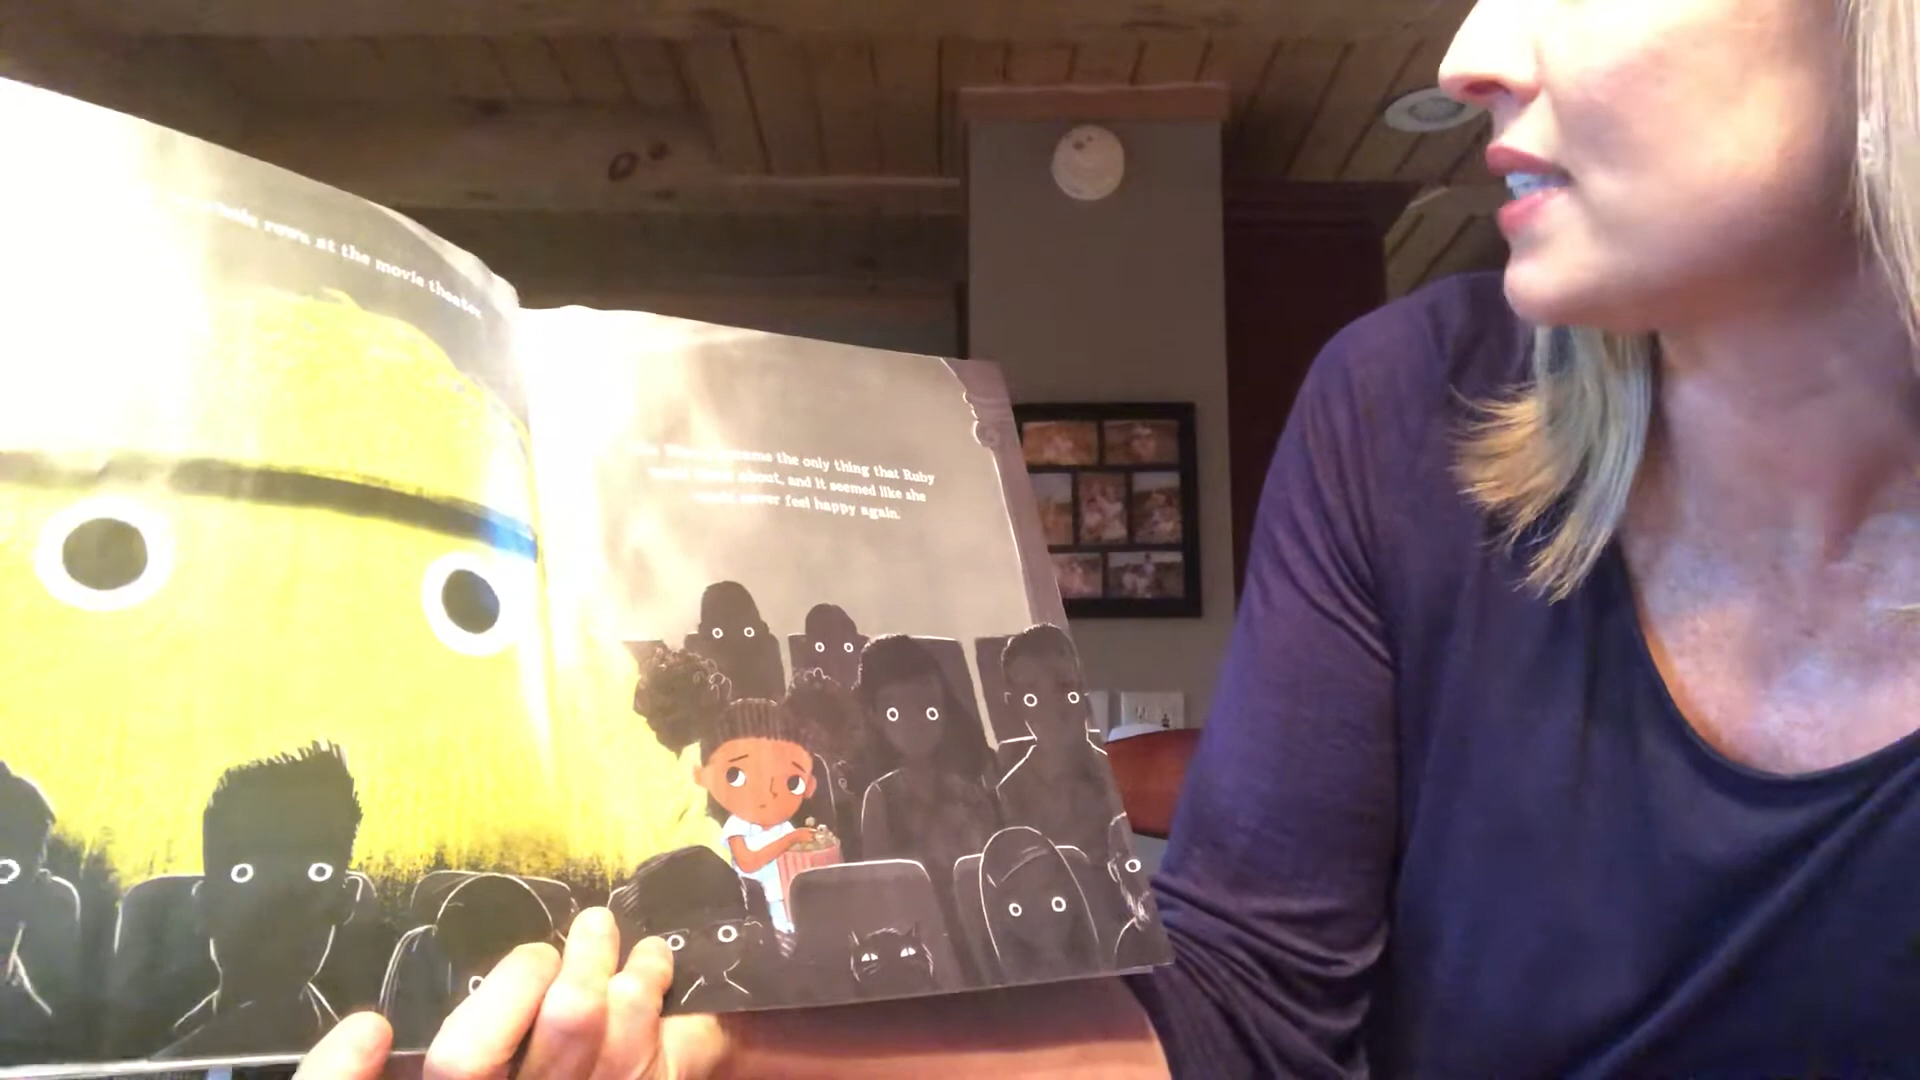 rows at the movie theater.
became the only thing that Ruby
about, and it seemed like she
never feel happy again.